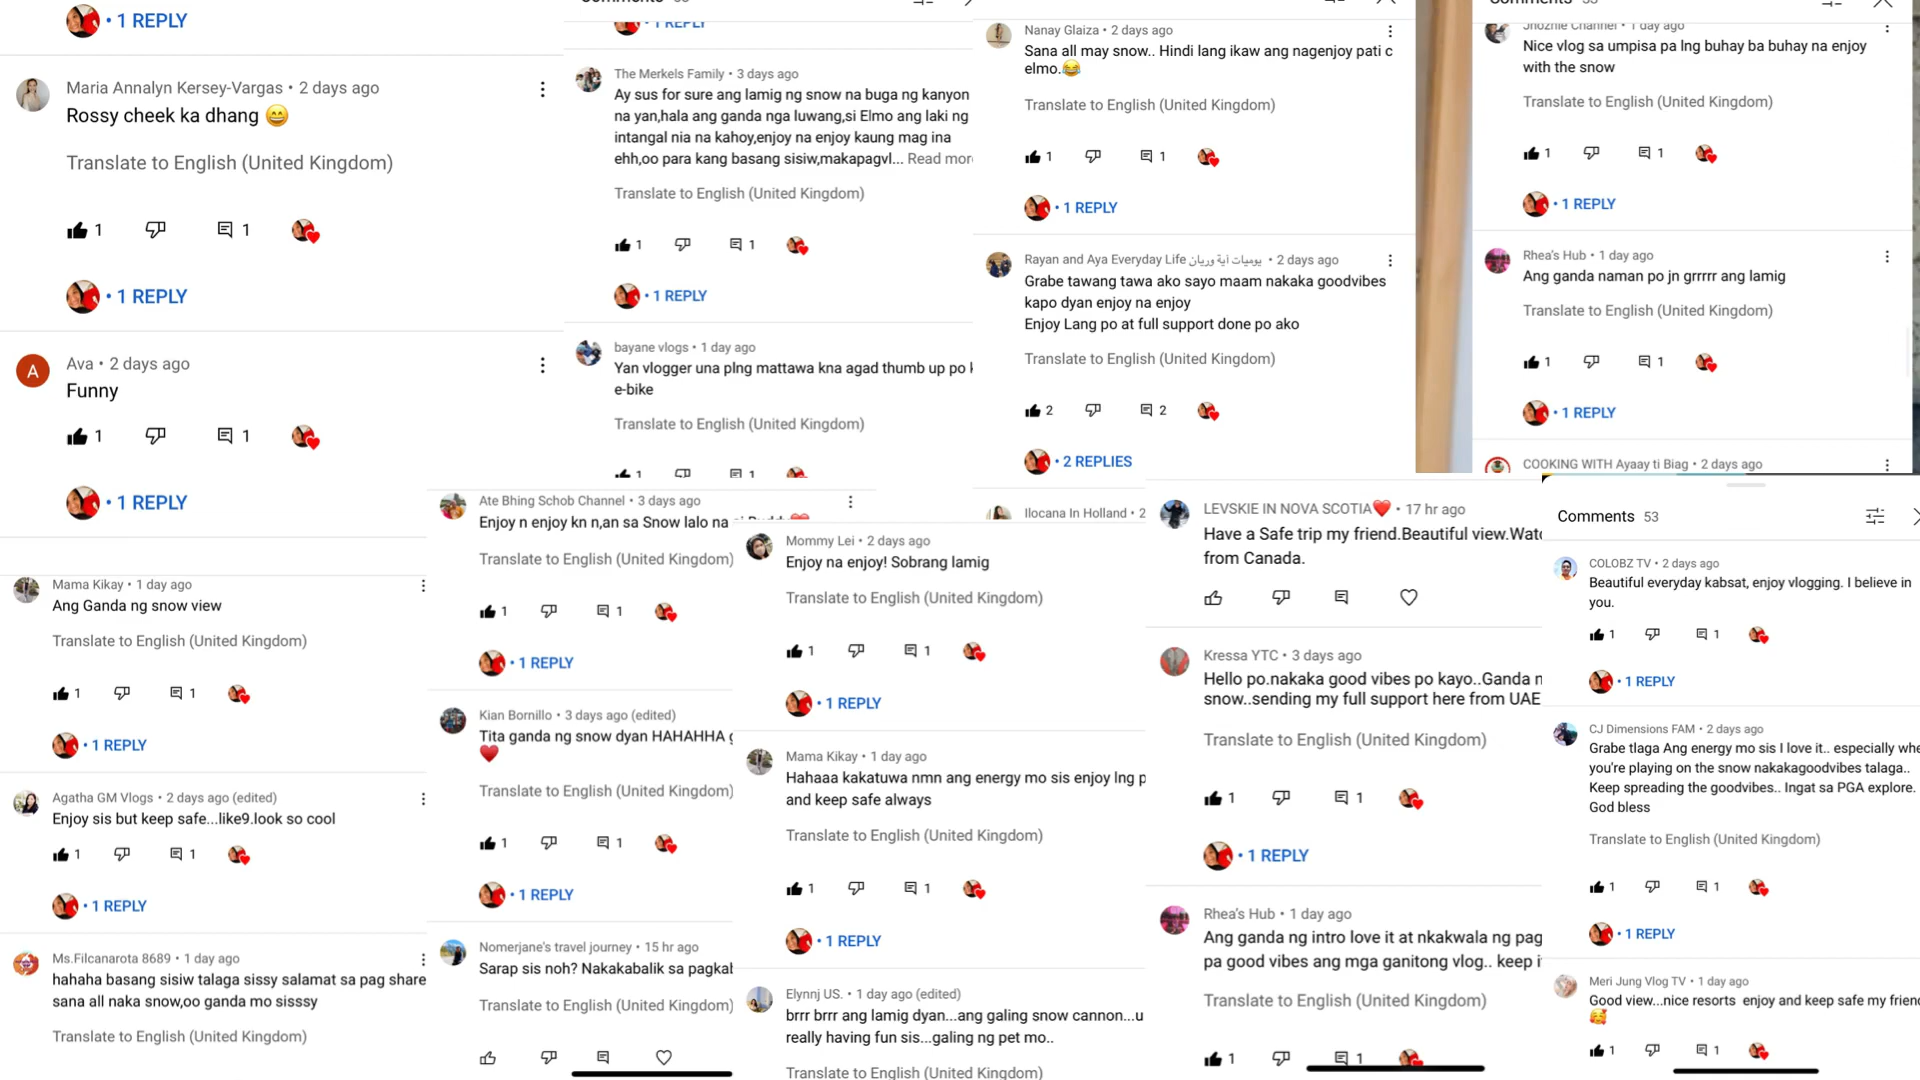 • 1 REPLY
Maria Annalyn Kersey-Vargas • 2 days ago
Rossy cheek ka dhang 😄
Translate to English (United Kingdom)
1 1
• 1 REPLY
A
Ava • 2 days ago
Funny
1 1
• 1 REPLY
Mama Kikay • 1 day ago
Ang Ganda ng snow view
Translate to English (United Kingdom)
1 1
• 1 REPLY
Agatha GM Vlogs • 2 days ago (edited)
Enjoy sis but keep safe...like9.look so cool
1 1
• 1 REPLY
Ms.Filcanarota 8689 • 1 day ago
hahaha basang sisiw talaga sissy salamat sa pag share
sana all naka snow,oo ganda mo sisssy
Translate to English (United Kingdom)
Comments
• 1 REPLY
The Merkels Family • 3 days ago
Ay sus for sure ang lamig ng snow na buga ng kanyon
na yan,hala ang ganda nga luwang,si Elmo ang laki ng
intangal nia na kahoy,enjoy na enjoy kaung mag ina
ehh,oo para kang basang sisiw,makapagvl... Read more
Translate to English (United Kingdom)
1 1
• 1 REPLY
bayane vlogs • 1 day ago
Yan vlogger una plng mattawa kna agad thumb up po k
e-bike
Translate to English (United Kingdom)
1 1
Ate Bhing Schob Channel • 3 days ago
Enjoy n enjoy kn n,an sa Snow lalo na
Translate to English (United Kingdom)
1 1
• 1 REPLY
Kian Bornillo • 3 days ago (edited)
Tita ganda ng snow dyan HAHAHHA g
♥️
Translate to English (United Kingdom)
1 1
• 1 REPLY
Nomerjane's travel journey • 15 hr ago
Sarap sis noh? Nakakabalik sa pagkab
Translate to English (United Kingdom)
Mommy Lei • 2 days ago
Enjoy na enjoy! Sobrang lamig
Translate to English (United Kingdom)
1 1
• 1 REPLY
Mama Kikay • 1 day ago
Hahaaa kakatuwa nmn ang energy mo sis enjoy lng p
and keep safe always
Translate to English (United Kingdom)
1 1
• 1 REPLY
Elynnj US. • 1 day ago (edited)
brrr brrr ang lamig dyan...ang galing snow cannon...u
really having fun sis...galing ng pet mo..
Translate to English (United Kingdom)
Nanay Glaiza • 2 days ago
Sana all may snow.. Hindi lang ikaw ang nagenjoy pati c
elmo.😂
Translate to English (United Kingdom)
1 1
• 1 REPLY
Rayan and Aya Everyday Life يوميات آية وريان • 2 days ago
Grabe tawang tawa ako sayo maam nakaka goodvibes
kapo dyan enjoy na enjoy
Enjoy Lang po at full support done po ako
Translate to English (United Kingdom)
2 2
• 2 REPLIES
Ilocana In Holland • 2
LEVSKIE IN NOVA SCOTIA❤️ • 17 hr ago
Have a Safe trip my friend.Beautiful view.Watc
from Canada.
Kressa YTC • 3 days ago
Hello po.nakaka good vibes po kayo..Ganda n
snow..sending my full support here from UAE
Translate to English (United Kingdom)
1 1
• 1 REPLY
Rhea's Hub • 1 day ago
Ang ganda ng intro love it at nkakwala ng pag
pa good vibes ang mga ganitong vlog.. keep i
Translate to English (United Kingdom)
1 1
Comments 53
Jhozhie Channel • 1 day ago
Nice vlog sa umpisa pa lng buhay ba buhay na enjoy
with the snow
Translate to English (United Kingdom)
1 1
• 1 REPLY
Rhea's Hub • 1 day ago
Ang ganda naman po jn grrrrr ang lamig
Translate to English (United Kingdom)
1 1
• 1 REPLY
COOKING WITH Ayaay ti Biag • 2 days ago
Comments 53
COLOBZ TV • 2 days ago
Beautiful everyday kabsat, enjoy vlogging. I believe in
you.
1 1
• 1 REPLY
CJ Dimensions FAM • 2 days ago
Grabe tlaga Ang energy mo sis I love it.. especially whe
you're playing on the snow nakakagoodvibes talaga..
Keep spreading the goodvibes.. Ingat sa PGA explore.
God bless
Translate to English (United Kingdom)
1 1
• 1 REPLY
Meri Jung Vlog TV • 1 day ago
Good view...nice resorts enjoy and keep safe my friend
🥰
1 1